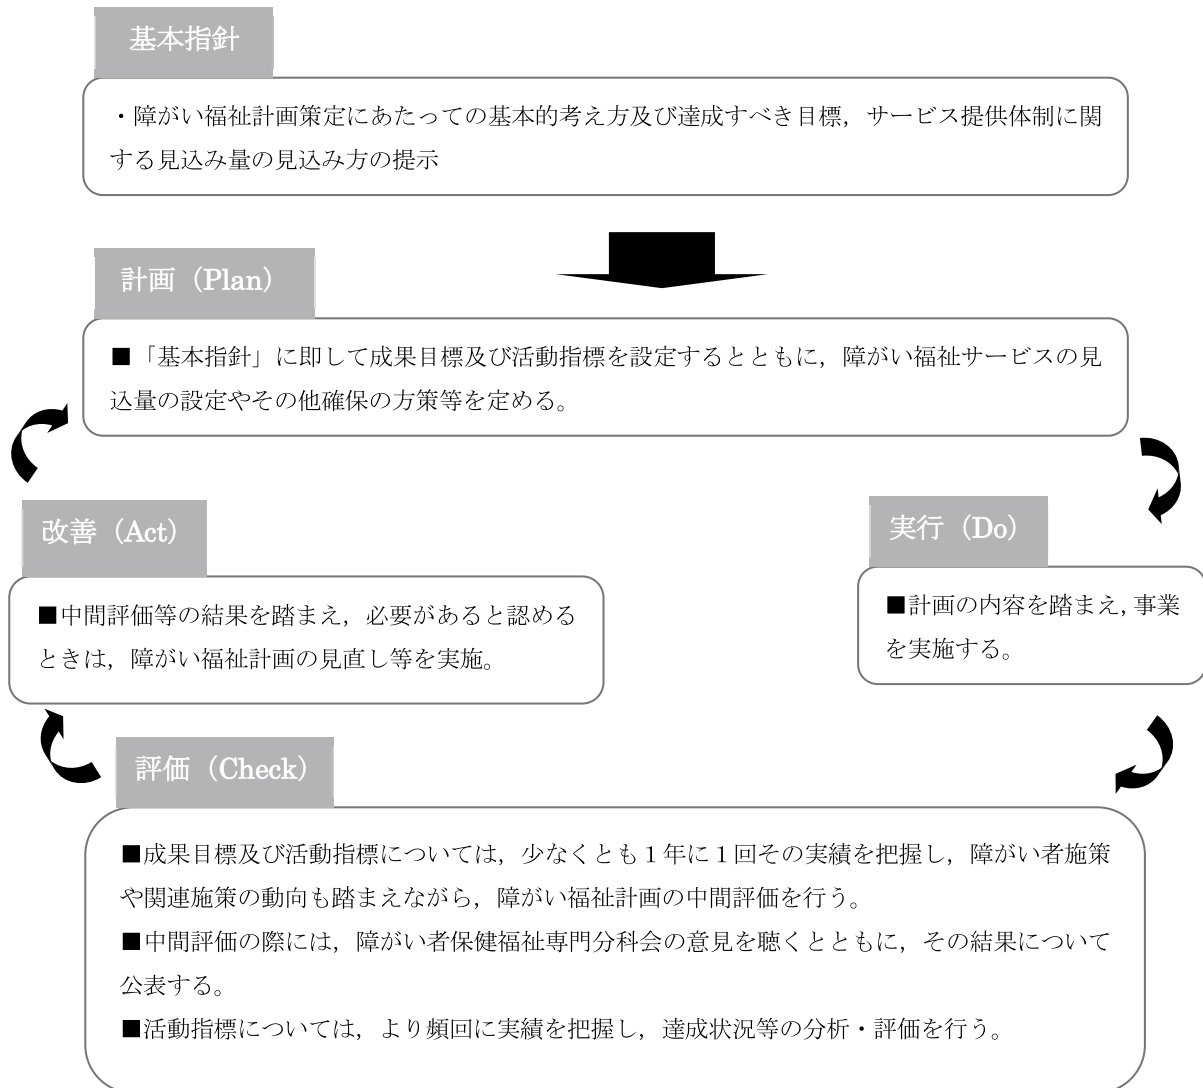 基本指針
・障がい福祉計画策定にあたっての基本的考え方及び達成すべき目標，サービス提供体制に関
する見込み量の見込み方の提示
計画（Plan）
■「基本指針」に即して成果目標及び活動指標を設定するとともに，障がい福祉サービスの見
込量の設定やその他確保の方策等を定める。
改善（Act）
■中間評価等の結果を踏まえ，必要があると認める
ときは，障がい福祉計画の見直し等を実施。
実行（Do）
■計画の内容を踏まえ，事業
を実施する。
評価（Check）
■成果目標及び活動指標については，少なくとも１年に１回その実績を把握し，障がい者施策
や関連施策の動向も踏まえながら，障がい福祉計画の中間評価を行う。
■中間評価の際には，障がい者保健福祉専門分科会の意見を聴くとともに，その結果について
公表する。
■活動指標については，より頻回に実績を把握し，達成状況等の分析・評価を行う。